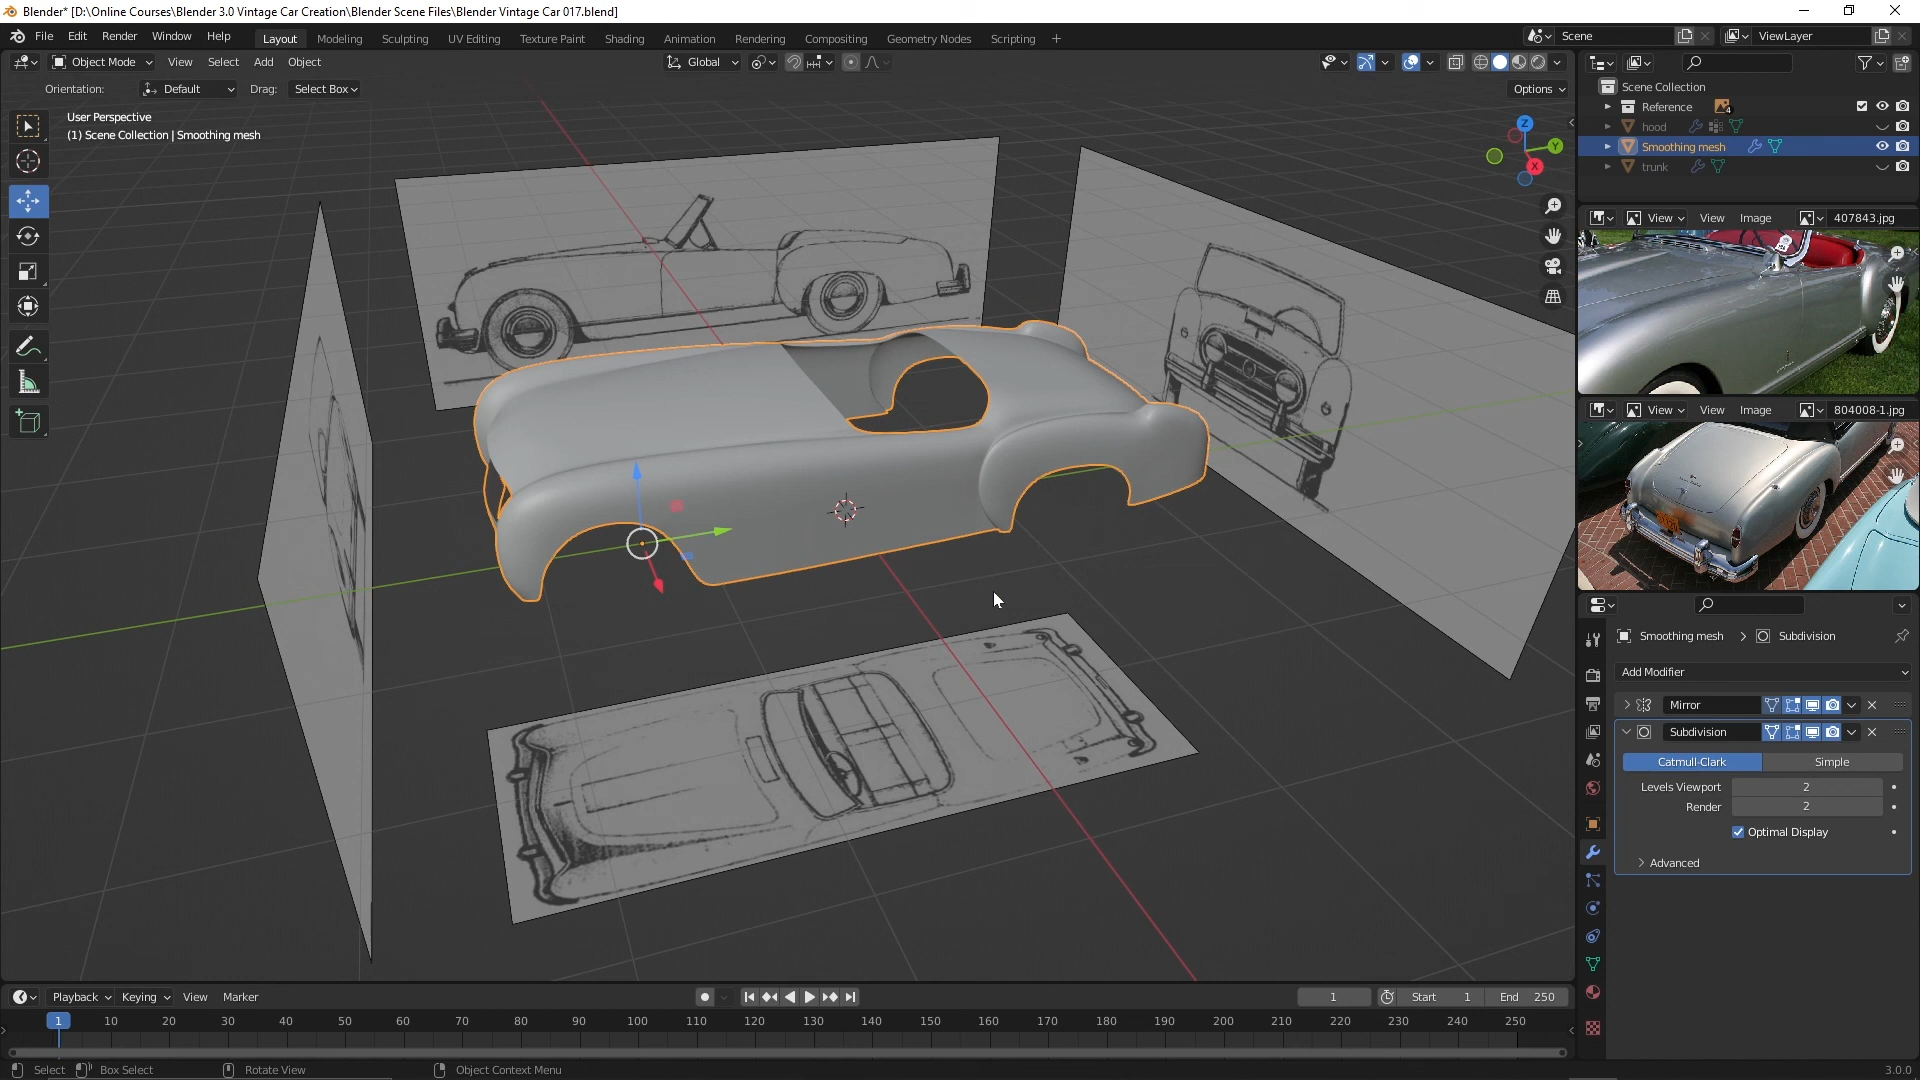 Blender* [D:\Online Courses\Blender 3.0 Vintage Car Creation\Blender Scene Files\Blender Vintage Car 017.blend]
File Edit Render Window Help Layout Modeling Sculpting UV Editing Texture Paint Shading Animation Rendering Compositing Geometry Nodes Scripting + Scene ViewLayer
Object Mode View Select Add Object Global
Orientation: Default Drag: Select Box Options
User Perspective
(1) Scene Collection | Smoothing mesh
Z
Y
X
Scene Collection
Reference 4
hood
Smoothing mesh
trunk
View View Image 407843.jpg
View View Image 804008-1.jpg
Smoothing mesh > Subdivision
Add Modifier
Mirror
Subdivision
Catmull-Clark Simple
Levels Viewport 2
Render 2
Optimal Display
Advanced
Playback Keying View Marker 1 Start 1 End 250
1 10 20 30 40 50 60 70 80 90 100 110 120 130 140 150 160 170 180 190 200 210 220 230 240 250
Select Box Select Rotate View Object Context Menu 3.0.0